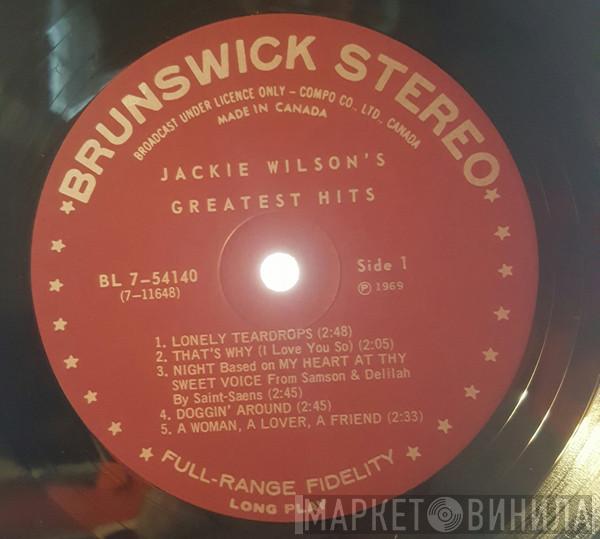 BRUNSWICK STEREO
BROADCAST UNDER LICENCE ONLY – COMPO CO., LTD., CANADA
MADE IN CANADA
JACKIE WILSON'S
GREATEST HITS
BL 7-54140
(7-11648)
Side 1
℗ 1969
1. LONELY TEARDROPS (2:48)
2. THAT'S WHY (I Love You So) (2:05)
3. NIGHT Based on MY HEART AT THY
SWEET VOICE From Samson & Delilah
By Saint-Saens (2:45)
4. DOGGIN' AROUND (2:45)
5. A WOMAN, A LOVER, A FRIEND (2:33)
FULL-RANGE FIDELITY
LONG PLAY
МАРКЕТ ВИНИЛА